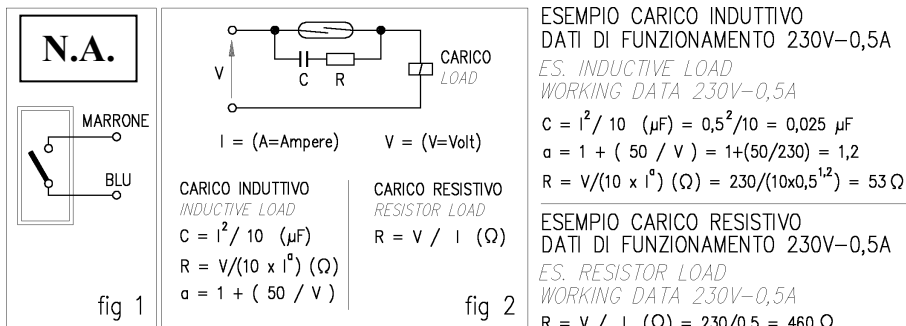 N.A.
MARRONE
BLU
fig 1
V
C R
CARICO
LOAD
I = (A=Ampere) V = (V=Volt)
CARICO INDUTTIVO
INDUCTIVE LOAD
C = I²/ 10 (µF)
R = V/(10 x Iᵃ) (Ω)
a = 1 + ( 50 / V )
CARICO RESISTIVO
RESISTOR LOAD
R = V / I (Ω)
fig 2
ESEMPIO CARICO INDUTTIVO
DATI DI FUNZIONAMENTO 230V-0,5A
ES. INDUCTIVE LOAD
WORKING DATA 230V-0,5A
C = I²/ 10 (µF) = 0,5²/10 = 0,025 µF
a = 1 + ( 50 / V ) = 1+(50/230) = 1,2
R = V/(10 x Iᵃ) (Ω) = 230/(10x0,5¹,²) = 53 Ω
ESEMPIO CARICO RESISTIVO
DATI DI FUNZIONAMENTO 230V-0,5A
ES. RESISTOR LOAD
WORKING DATA 230V-0,5A
R = V / I (Ω) = 230/0,5 = 460 Ω